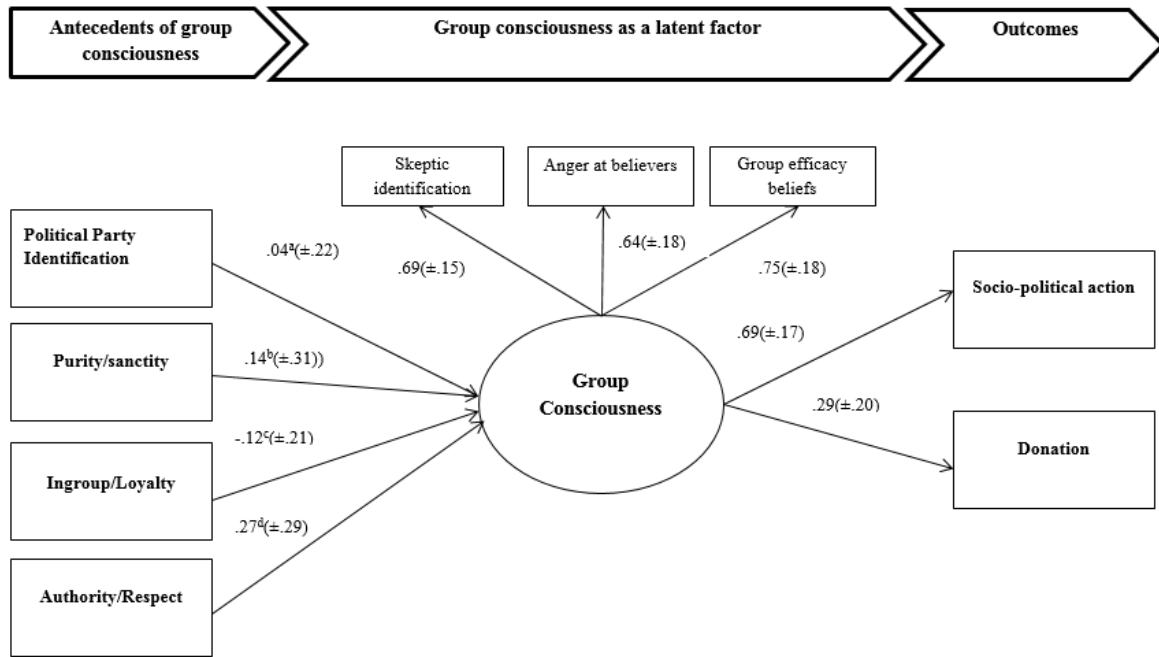 Antecedents of group
consciousness
Group consciousness as a latent factor
Outcomes
Skeptic
identification
Anger at believers
Group efficacy
beliefs
Political Party
Identification
.04ᵃ(±.22)
.69(±.15)
.64(±.18)
.75(±.18)
Purity/sanctity
.14ᵇ(±.31))
Group
Consciousness
.69(±.17)
Socio-political action
Ingroup/Loyalty
-.12ᶜ(±.21)
.29(±.20)
Donation
Authority/Respect
.27ᵈ(±.29)